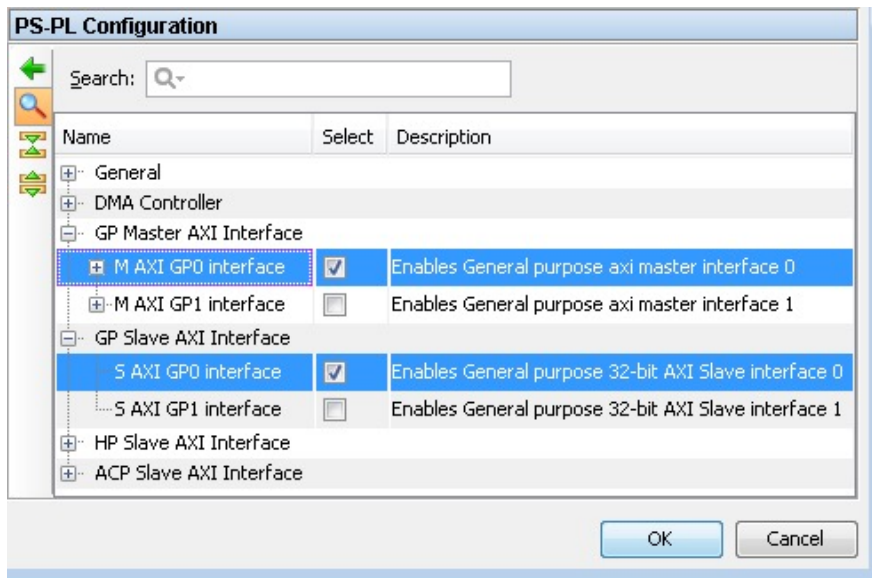 PS-PL Configuration
Search:
Name Select Description
General
DMA Controller
GP Master AXI Interface
M AXI GP0 interface Enables General purpose axi master interface 0
M AXI GP1 interface Enables General purpose axi master interface 1
GP Slave AXI Interface
S AXI GP0 interface Enables General purpose 32-bit AXI Slave interface 0
S AXI GP1 interface Enables General purpose 32-bit AXI Slave interface 1
HP Slave AXI Interface
ACP Slave AXI Interface
OK Cancel